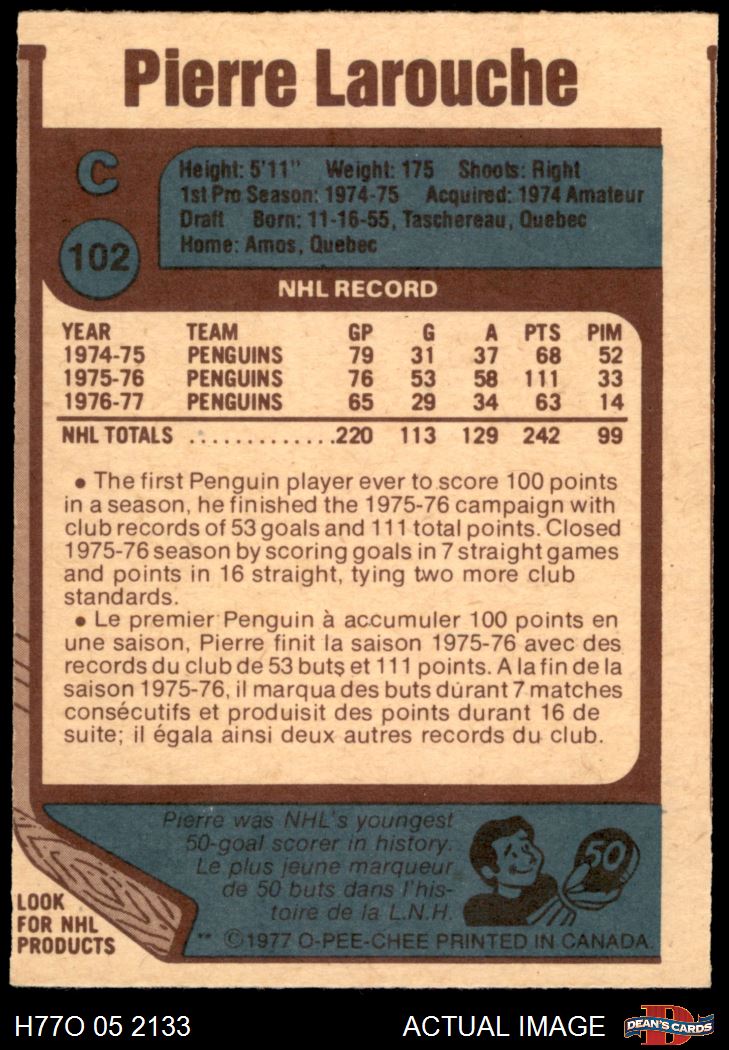 Pierre Larouche
C
102
Height: 5'11" Weight: 175 Shoots: Right
1st Pro Season: 1974-75 Acquired: 1974 Amateur
Draft Born: 11-16-55, Taschereau, Quebec
Home: Amos, Quebec
NHL RECORD
YEAR TEAM GP G A PTS PIM
1974-75 PENGUINS 79 31 37 68 52
1975-76 PENGUINS 76 53 58 111 33
1976-77 PENGUINS 65 29 34 63 14
NHL TOTALS .............220 113 129 242 99
• The first Penguin player ever to score 100 points
in a season, he finished the 1975-76 campaign with
club records of 53 goals and 111 total points. Closed
1975-76 season by scoring goals in 7 straight games
and points in 16 straight, tying two more club
standards.
• Le premier Penguin à accumuler 100 points en
une saison, Pierre finit la saison 1975-76 avec des
records du club de 53 buts et 111 points. A la fin de la
saison 1975-76, il marqua des buts durant 7 matches
consécutifs et produisit des points durant 16 de
suite; il égala ainsi deux autres records du club.
Pierre was NHL's youngest
50-goal scorer in history.
Le plus jeune marqueur
de 50 buts dans l'his-
toire de la L.N.H.
50
LOOK
FOR NHL
PRODUCTS
** ©1977 O-PEE-CHEE PRINTED IN CANADA.
H77O 05 2133 ACTUAL IMAGE
D
DEAN'S CARDS